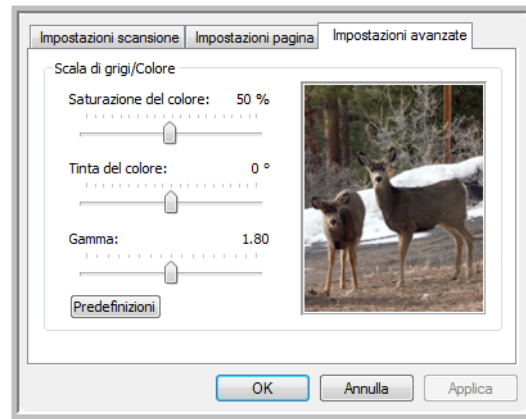 Impostazioni scansione Impostazioni pagina Impostazioni avanzate
Scala di grigi/Colore
Saturazione del colore: 50 %
Tinta del colore: 0 °
Gamma: 1.80
Predefinizioni
OK Annulla Applica